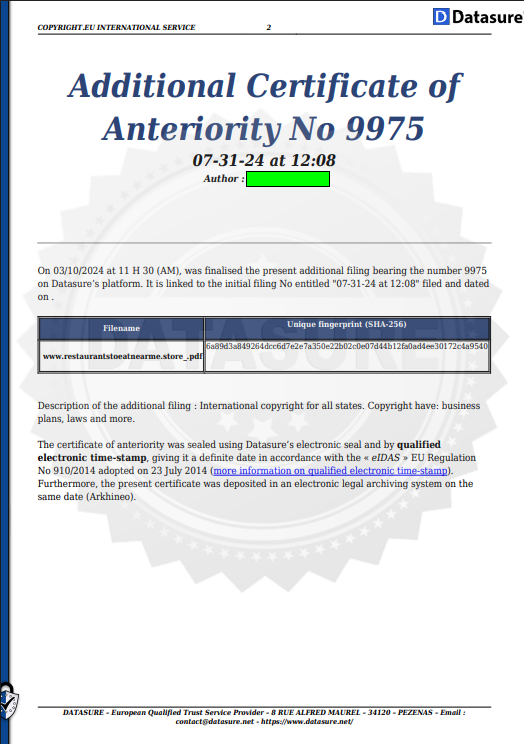 COPYRIGHT.EU INTERNATIONAL SERVICE 2
Datasure
Additional Certificate of
Anteriority No 9975
07-31-24 at 12:08
Author :
On 03/10/2024 at 11 H 30 (AM), was finalised the present additional filing bearing the number 9975
on Datasure's platform. It is linked to the initial filing No entitled "07-31-24 at 12:08" filed and dated
on .
Filename Unique fingerprint (SHA-256)
www.restaurantstoeatnearme.store_.pdf 6a89d3a849264dcc6d7e2e7a350e22b02c0e07d44b12fa0ad4ee30172c4a9540
Description of the additional filing : International copyright for all states. Copyright have: business
plans, laws and more.
The certificate of anteriority was sealed using Datasure's electronic seal and by qualified
electronic time-stamp, giving it a definite date in accordance with the « eIDAS » EU Regulation
No 910/2014 adopted on 23 July 2014 (more information on qualified electronic time-stamp).
Furthermore, the present certificate was deposited in an electronic legal archiving system on the
same date (Arkhineo).
DATASURE
DATASURE – European Qualified Trust Service Provider – 8 RUE ALFRED MAUREL – 34120 – PEZENAS – Email :
contact@datasure.net - https://www.datasure.net/